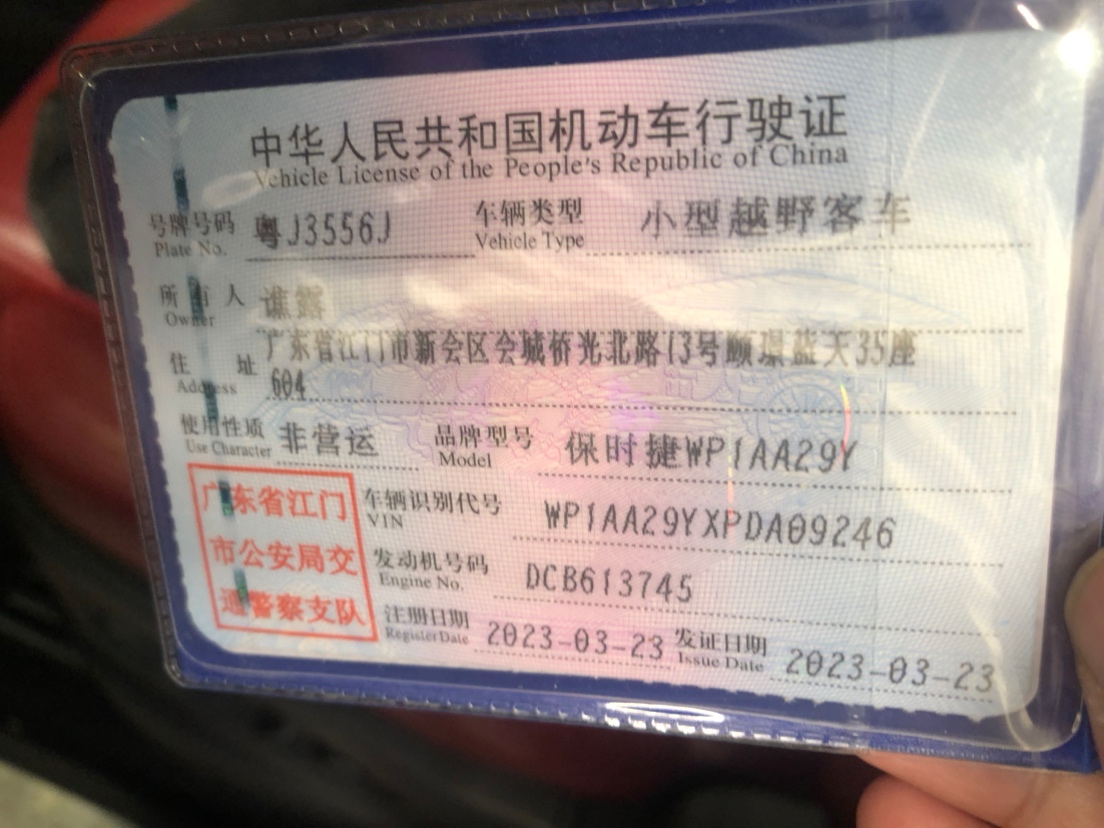 中华人民共和国机动车行驶证
Vehicle License of the People's Republic of China
号牌号码 粤J3556J 车辆类型 小型越野客车
Plate No. Vehicle Type
所有人 谯露
Owner
住址 广东省江门市新会区会城侨光北路13号颐璟蓝天35座
Address 604
使用性质 非营运 品牌型号 保时捷WP1AA29Y
Use Character Model
广东省江门 车辆识别代号 WP1AA29YXPDA09246
VIN
市公安局交 发动机号码 DCB613745
Engine No.
通警察支队 注册日期 2023-03-23 发证日期 2023-03-23
Register Date Issue Date